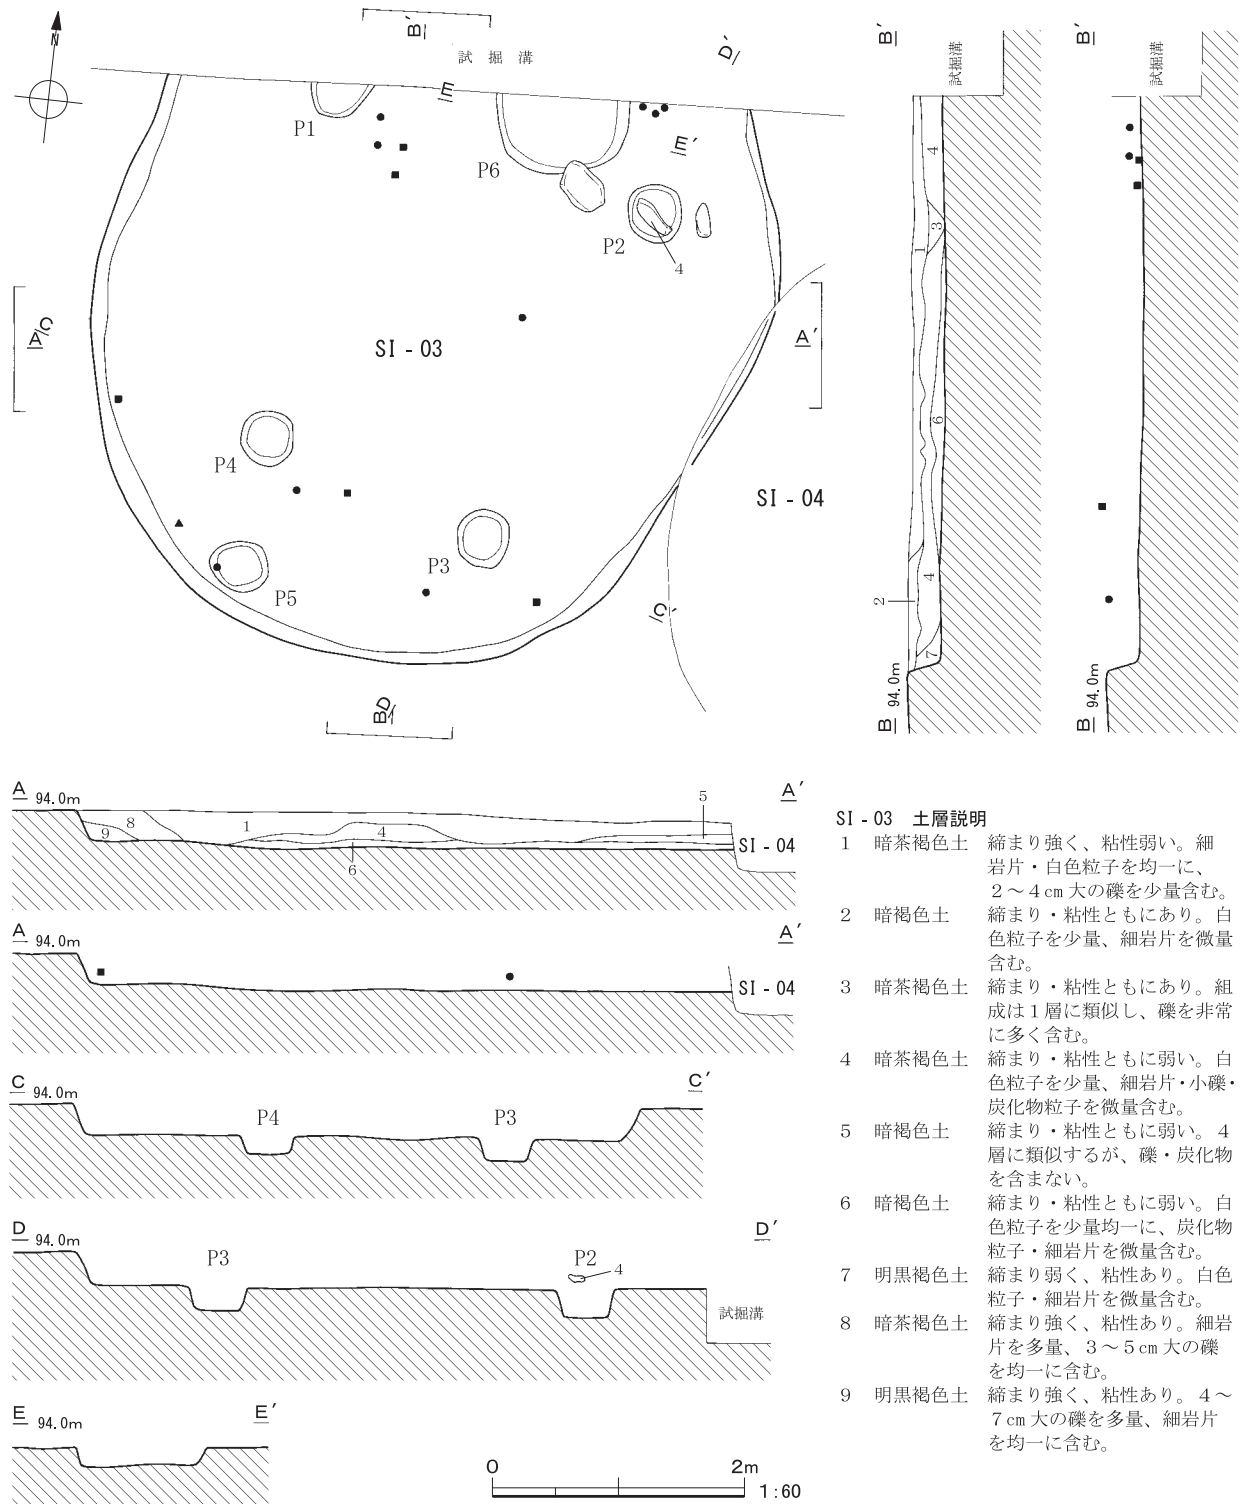 N
B′
試 掘 溝
D′
E
P1
E′
P6
P2
4
A/C
A′
SI - 03
P4
SI - 04
P3
P5
C′
B/D
B′
試掘溝
4
3
1
6
4
2
7
B 94.0m
B′
試掘溝
B 94.0m
A 94.0m
A′
5
9
8
1
4
6
SI - 04
A 94.0m
A′
SI - 04
C 94.0m
C′
P4
P3
D 94.0m
D′
P3
P2
4
試掘溝
E 94.0m
E′
0
2m
1:60
SI - 03 土層説明
1 暗茶褐色土 締まり強く、粘性弱い。細
岩片・白色粒子を均一に、
２～４cm 大の礫を少量含む。
2 暗褐色土 締まり・粘性ともにあり。白
色粒子を少量、細岩片を微量
含む。
3 暗茶褐色土 締まり・粘性ともにあり。組
成は１層に類似し、礫を非常
に多く含む。
4 暗茶褐色土 締まり・粘性ともに弱い。白
色粒子を少量、細岩片・小礫・
炭化物粒子を微量含む。
5 暗褐色土 締まり・粘性ともに弱い。４
層に類似するが、礫・炭化物
を含まない。
6 暗褐色土 締まり・粘性ともに弱い。白
色粒子を少量均一に、炭化物
粒子・細岩片を微量含む。
7 明黒褐色土 締まり弱く、粘性あり。白色
粒子・細岩片を微量含む。
8 暗茶褐色土 締まり強く、粘性あり。細岩
片を多量、３～５cm 大の礫
を均一に含む。
9 明黒褐色土 締まり強く、粘性あり。４～
７cm 大の礫を多量、細岩片
を均一に含む。